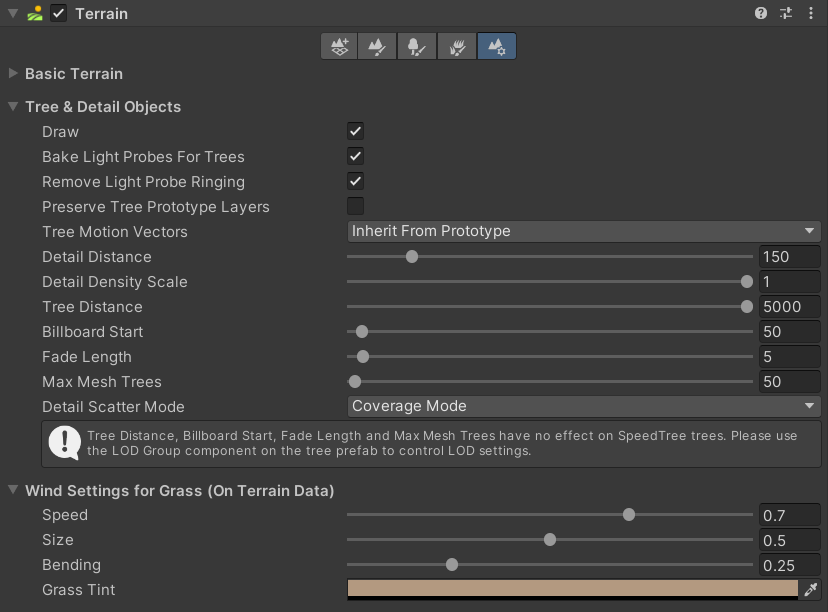 Terrain
Basic Terrain
Tree & Detail Objects
Draw
Bake Light Probes For Trees
Remove Light Probe Ringing
Preserve Tree Prototype Layers
Tree Motion Vectors Inherit From Prototype
Detail Distance 150
Detail Density Scale 1
Tree Distance 5000
Billboard Start 50
Fade Length 5
Max Mesh Trees 50
Detail Scatter Mode Coverage Mode
Tree Distance, Billboard Start, Fade Length and Max Mesh Trees have no effect on SpeedTree trees. Please use
the LOD Group component on the tree prefab to control LOD settings.
Wind Settings for Grass (On Terrain Data)
Speed 0.7
Size 0.5
Bending 0.25
Grass Tint